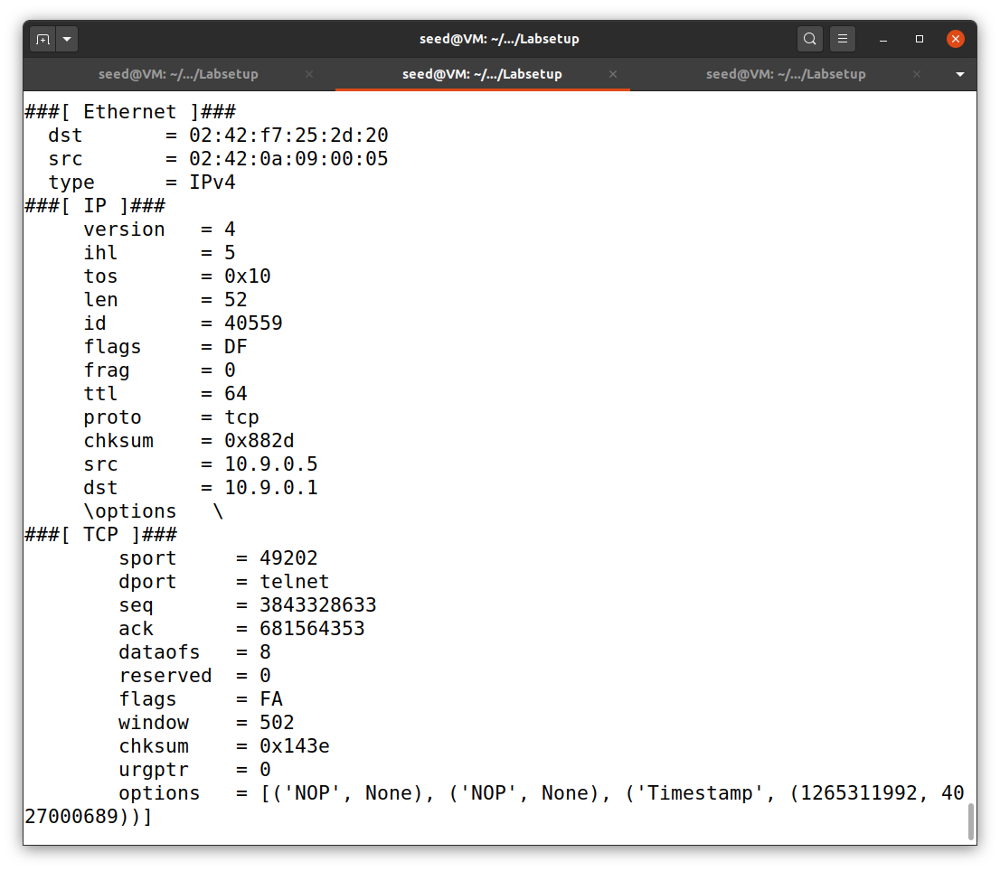 seed@VM: ~/.../Labsetup
seed@VM: ~/.../Labsetup × seed@VM: ~/.../Labsetup × seed@VM: ~/.../Labsetup ×
###[ Ethernet ]###
  dst       = 02:42:f7:25:2d:20
  src       = 02:42:0a:09:00:05
  type      = IPv4
###[ IP ]###
     version   = 4
     ihl       = 5
     tos       = 0x10
     len       = 52
     id        = 40559
     flags     = DF
     frag      = 0
     ttl       = 64
     proto     = tcp
     chksum    = 0x882d
     src       = 10.9.0.5
     dst       = 10.9.0.1
     \options   \
###[ TCP ]###
        sport     = 49202
        dport     = telnet
        seq       = 3843328633
        ack       = 681564353
        dataofs   = 8
        reserved  = 0
        flags     = FA
        window    = 502
        chksum    = 0x143e
        urgptr    = 0
        options   = [('NOP', None), ('NOP', None), ('Timestamp', (1265311992, 40
27000689))]